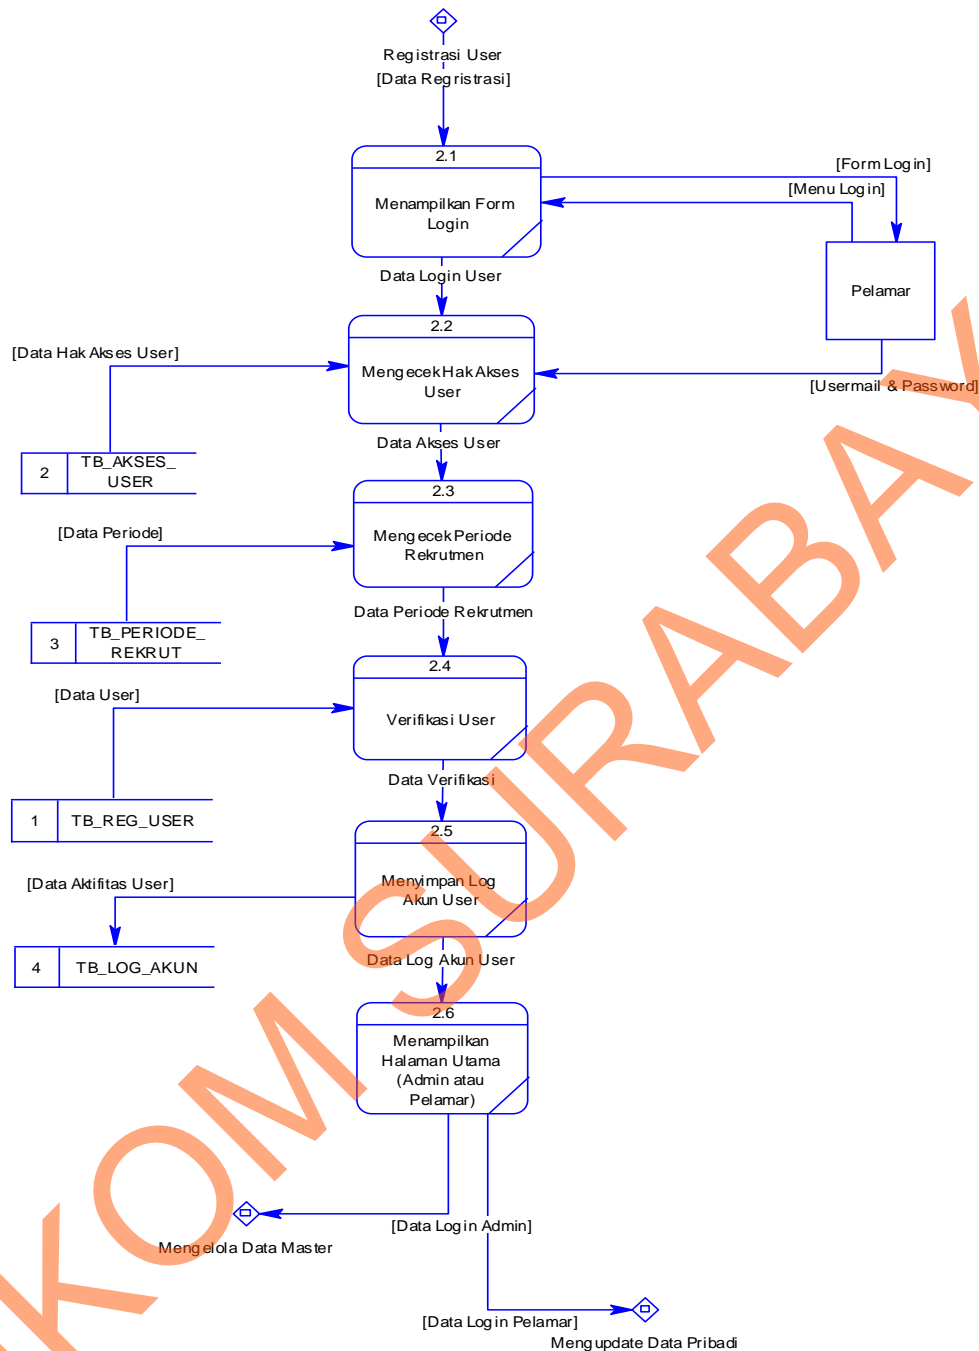 Registrasi User
[Data Regristrasi]
2.1
[Form Login]
[Menu Login]
Menampilkan Form
Login
Data Login User
Pelamar
2.2
[Data Hak Akses User]
Mengecek Hak Akses
User
[Usermail & Password]
Data Akses User
2
TB_AKSES_
USER
2.3
[Data Periode]
Mengecek Periode
Rekrutmen
Data Periode Rekrutmen
3
TB_PERIODE_
REKRUT
2.4
[Data User]
Verifikasi User
Data Verifikasi
1
TB_REG_USER
2.5
[Data Aktifitas User]
Menyimpan Log
Akun User
Data Log Akun User
4
TB_LOG_AKUN
2.6
Menampilkan
Halaman Utama
(Admin atau
Pelamar)
[Data Login Admin]
Mengelola Data Master
[Data Login Pelamar]
Mengupdate Data Pribadi
KOM SURABAY